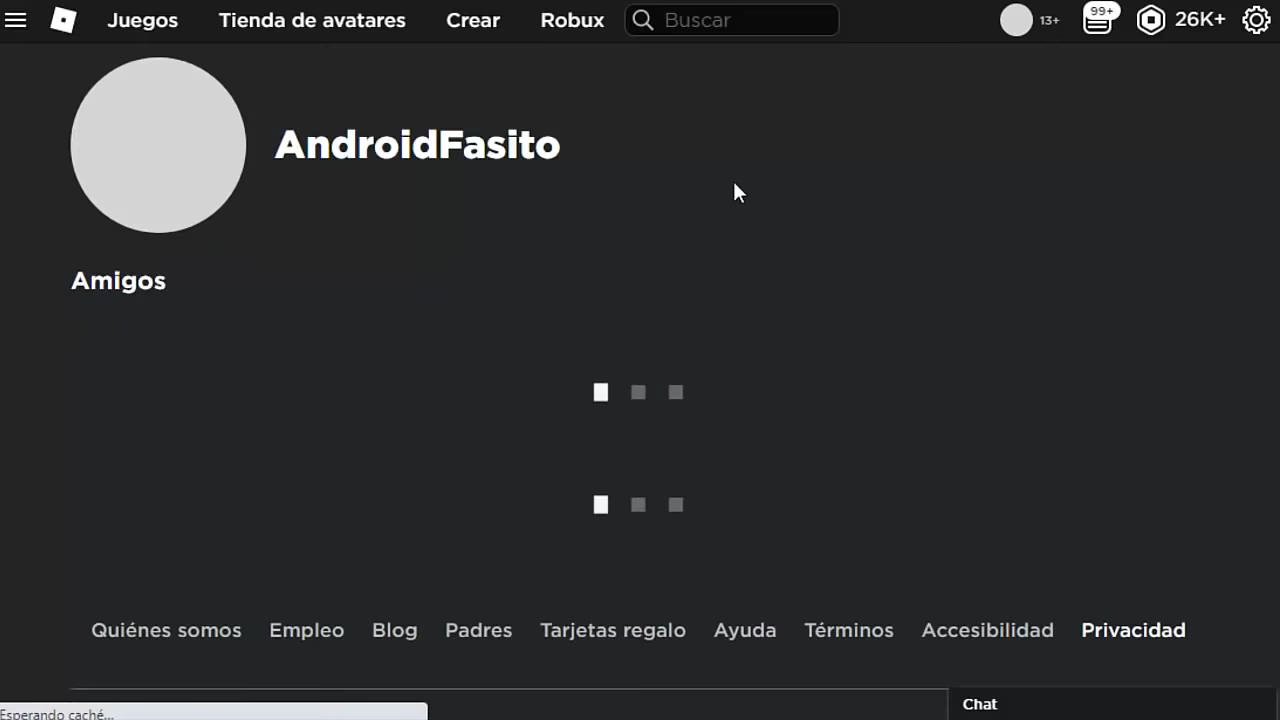 Juegos Tienda de avatares Crear Robux Buscar 13+ 99+ 26K+
AndroidFasito
Amigos
Quiénes somos Empleo Blog Padres Tarjetas regalo Ayuda Términos Accesibilidad Privacidad
Chat
Esperando caché...